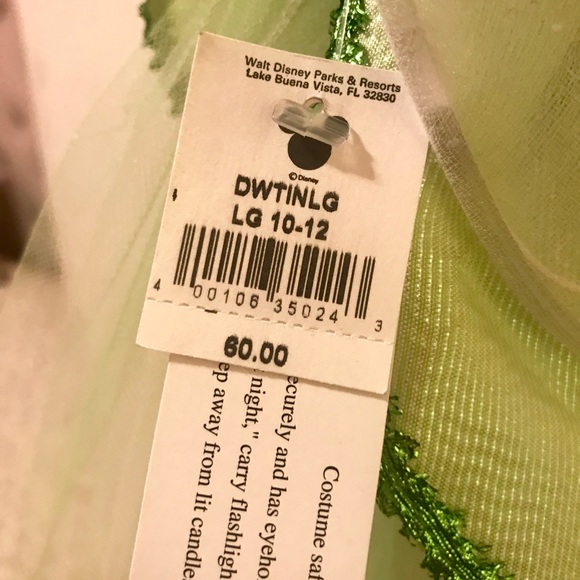 Walt Disney Parks & Resorts
Lake Buena Vista, FL 32830
© Disney
DWTINLG
LG 10-12
4 00106 35024 3
60.00
Costume saf
ecurely and has eyeho
night," carry flashligh
ep away from lit candle